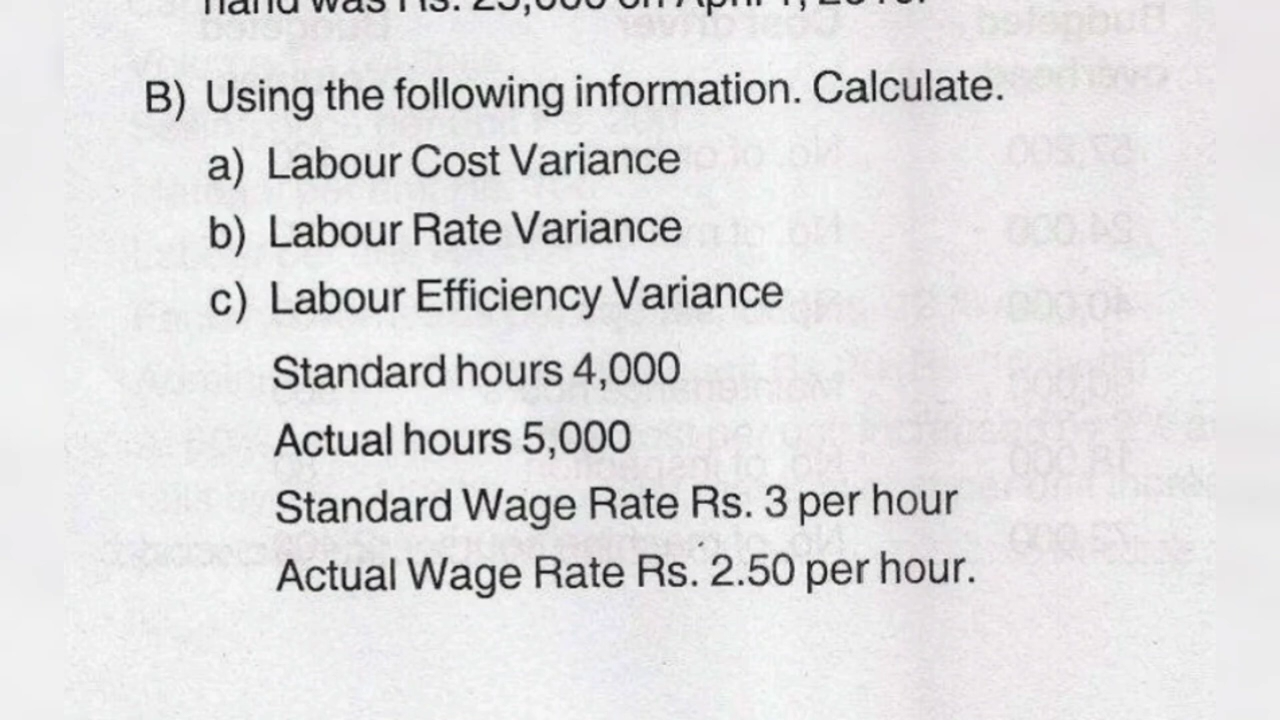 B) Using the following information. Calculate.
a) Labour Cost Variance
b) Labour Rate Variance
c) Labour Efficiency Variance
Standard hours 4,000
Actual hours 5,000
Standard Wage Rate Rs. 3 per hour
Actual Wage Rate Rs. 2.50 per hour.